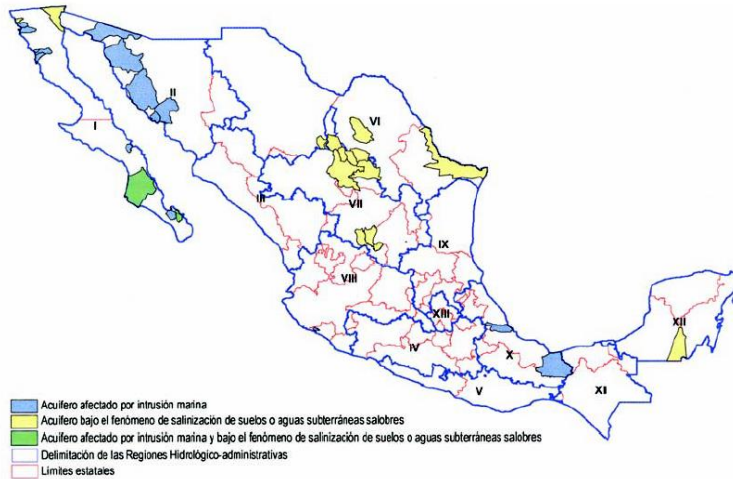 II
VI
I
III
VII
IX
VIII
XII
XIII
IV
X
V
XI
Acuífero afectado por intrusión marina
Acuífero bajo el fenómeno de salinización de suelos o aguas subterráneas salobres
Acuífero afectado por intrusión marina y bajo el fenómeno de salinización de suelos o aguas subterráneas salobres
Delimitación de las Regiones Hidrológico-administrativas
Límites estatales